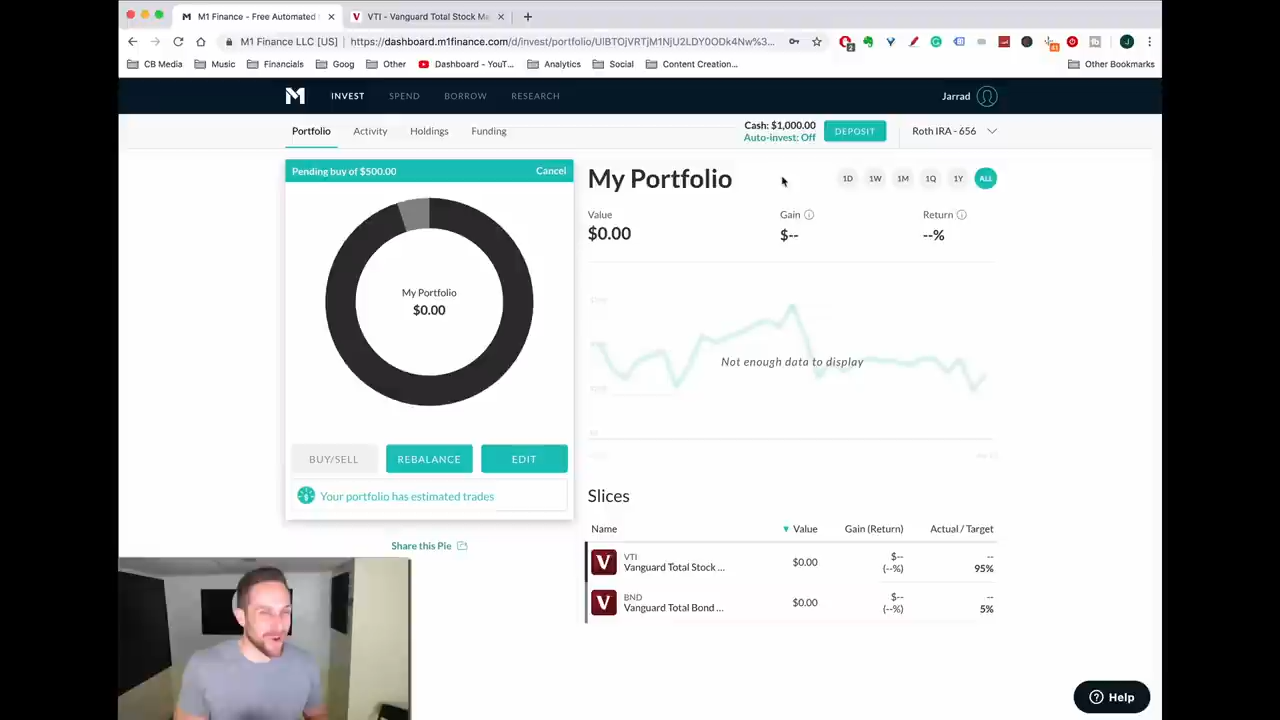 M1 Finance - Free Automated
VTI - Vanguard Total Stock Ma
M1 Finance LLC [US] | https://dashboard.m1finance.com/d/invest/portfolio/UlBTOjVRTjM1NjU2LDY0ODk4Nw%3...
CB Media Music Financials Goog Other Dashboard - YouT... Analytics Social Content Creation... Other Bookmarks
INVEST SPEND BORROW RESEARCH Jarrad
Portfolio Activity Holdings Funding
Cash: $1,000.00
Auto-invest: Off
DEPOSIT
Roth IRA - 656
Pending buy of $500.00 Cancel
My Portfolio
$0.00
BUY/SELL REBALANCE EDIT
Your portfolio has estimated trades
Share this Pie
My Portfolio
1D 1W 1M 1Q 1Y ALL
Value Gain Return
$0.00 $-- --%
Not enough data to display
Slices
Name Value Gain (Return) Actual / Target
VTI
Vanguard Total Stock ...
$0.00
$--
(--%)
--
95%
BND
Vanguard Total Bond ...
$0.00
$--
(--%)
--
5%
Help